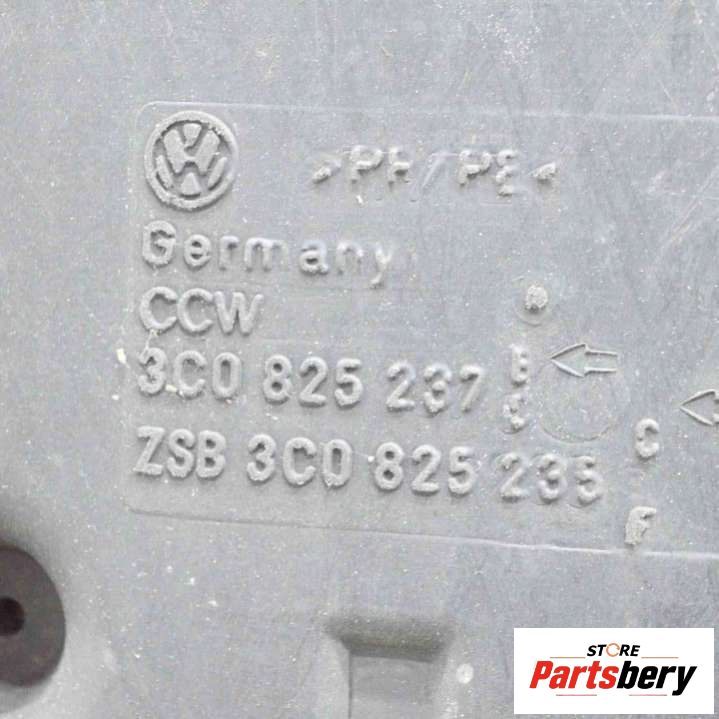 >PP/PE<
Germany
CCW
3C0 825 237 B
C
ZSB 3C0 825 235
F
STORE
Partsbery